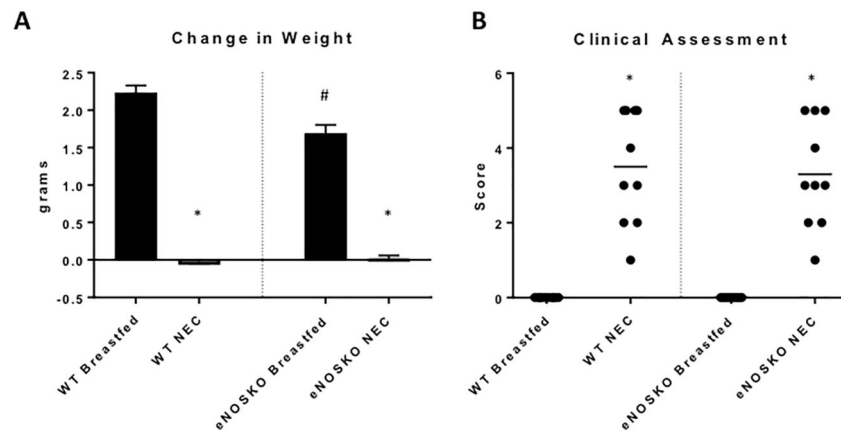 A
Change in Weight
grams
2.5
2.0
1.5
1.0
0.5
0.0
-0.5
*
#
*
WT Breastfed
WT NEC
eNOSKO Breastfed
eNOSKO NEC
B
Clinical Assessment
Score
6
4
2
0
*
*
WT Breastfed
WT NEC
eNOSKO Breastfed
eNOSKO NEC